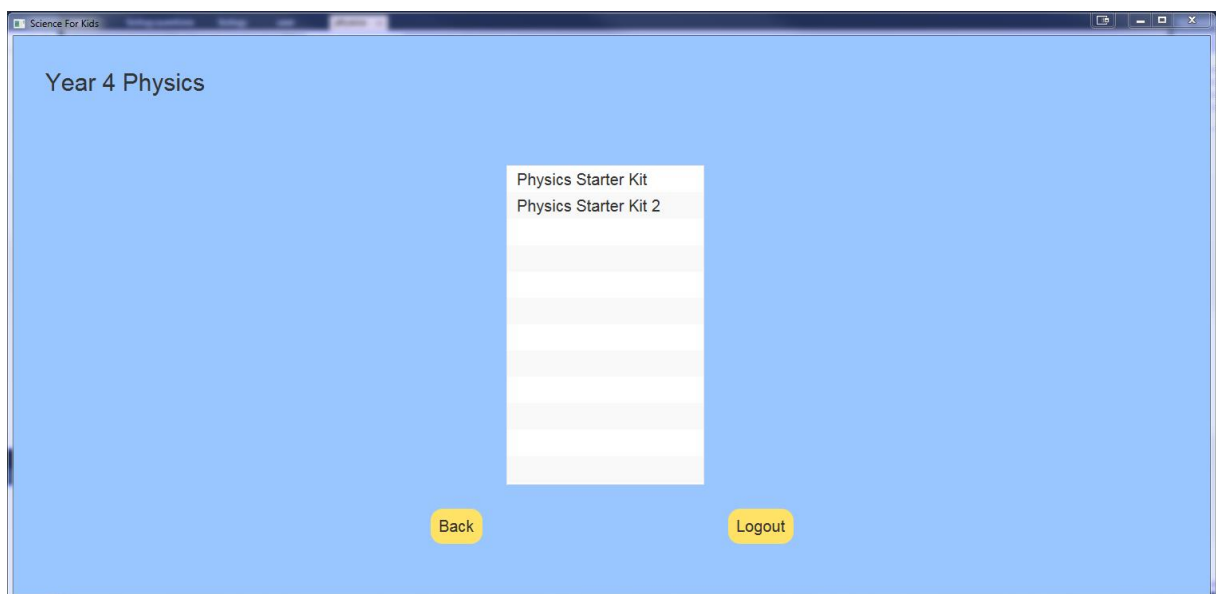 Science For Kids
Year 4 Physics
Physics Starter Kit
Physics Starter Kit 2
Back
Logout